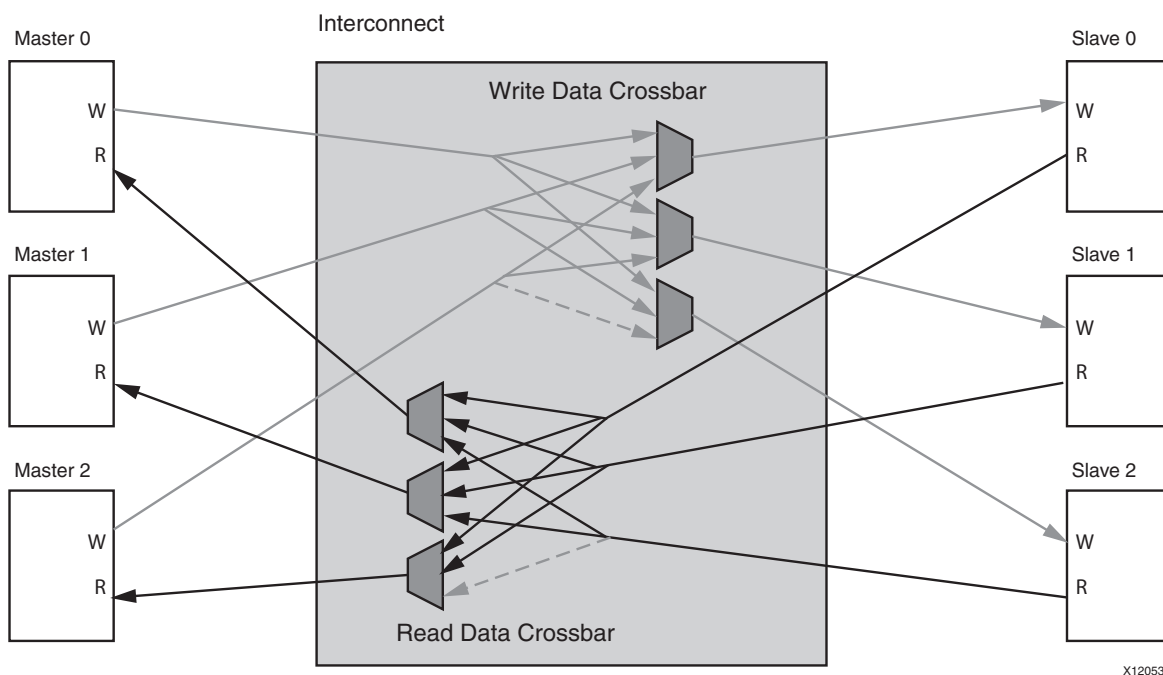 Interconnect
Master 0
Slave 0
Write Data Crossbar
W
W
R
R
Master 1
Slave 1
W
W
R
R
Master 2
Slave 2
W
W
R
R
Read Data Crossbar
X12053